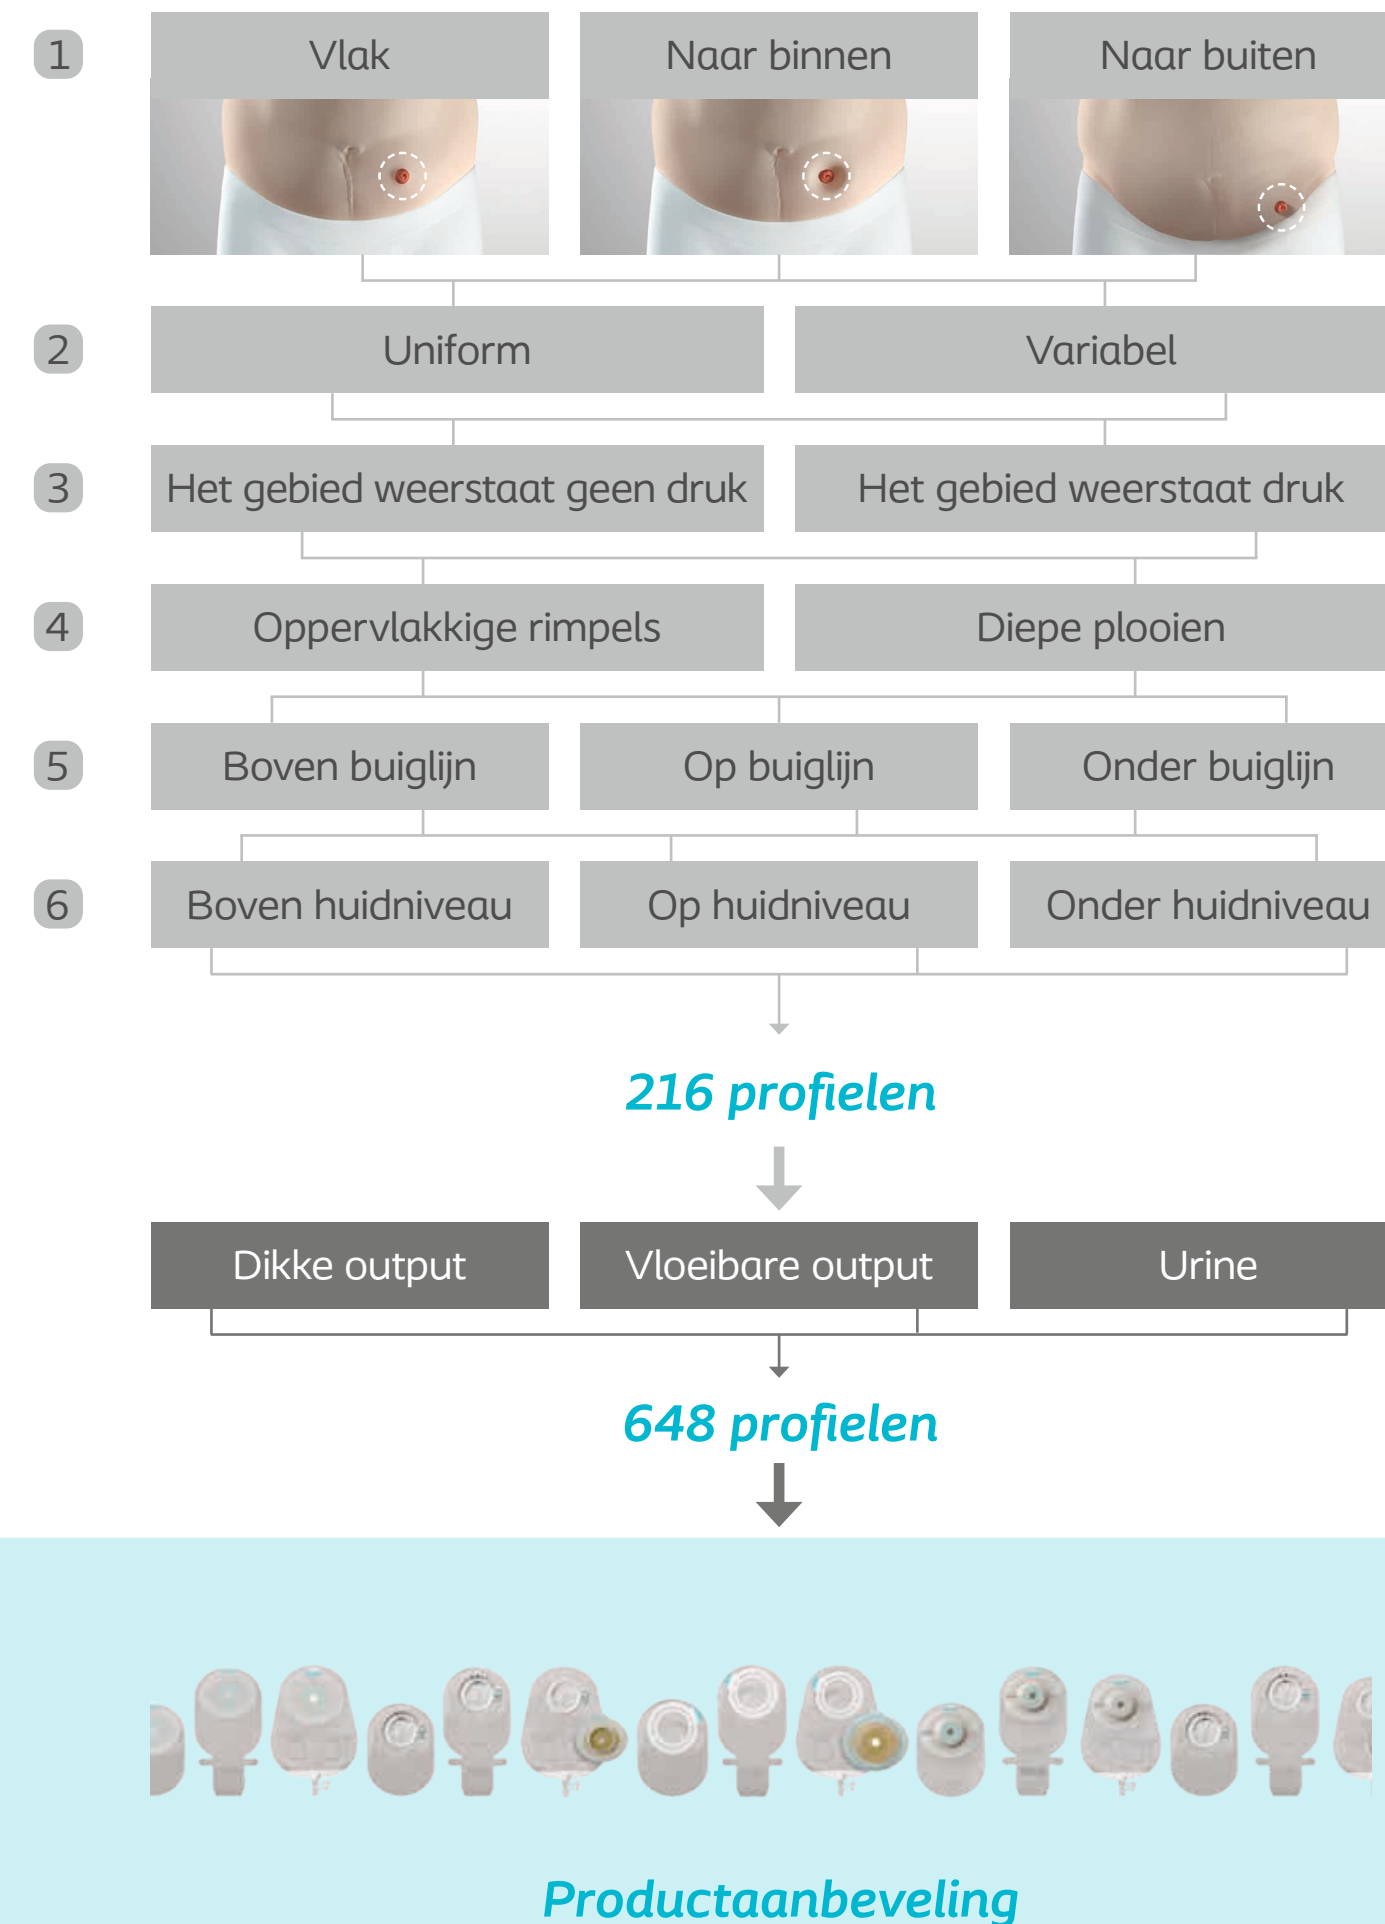 1
Vlak
Naar binnen
Naar buiten
2
Uniform
Variabel
3
Het gebied weerstaat geen druk
Het gebied weerstaat druk
4
Oppervlakkige rimpels
Diepe plooien
5
Boven buiglijn
Op buiglijn
Onder buiglijn
6
Boven huidniveau
Op huidniveau
Onder huidniveau
216 profielen
Dikke output
Vloeibare output
Urine
648 profielen
Productaanbeveling